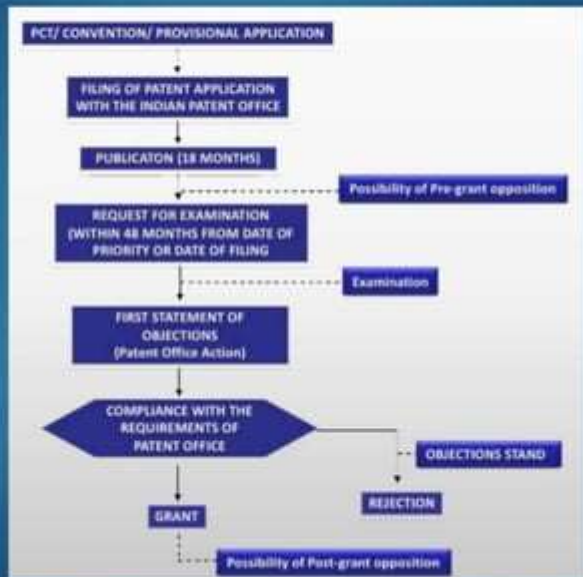 PCT/ CONVENTION/ PROVISIONAL APPLICATION
FILING OF PATENT APPLICATION
WITH THE INDIAN PATENT OFFICE
PUBLICATON (18 MONTHS)
Possibility of Pre-grant opposition
REQUEST FOR EXAMINATION
(WITHIN 48 MONTHS FROM DATE OF
PRIORITY OR DATE OF FILING
Examination
FIRST STATEMENT OF
OBJECTIONS
(Patent Office Action)
COMPLIANCE WITH THE
REQUIREMENTS OF
PATENT OFFICE
OBJECTIONS STAND
REJECTION
GRANT
Possibility of Post-grant opposition